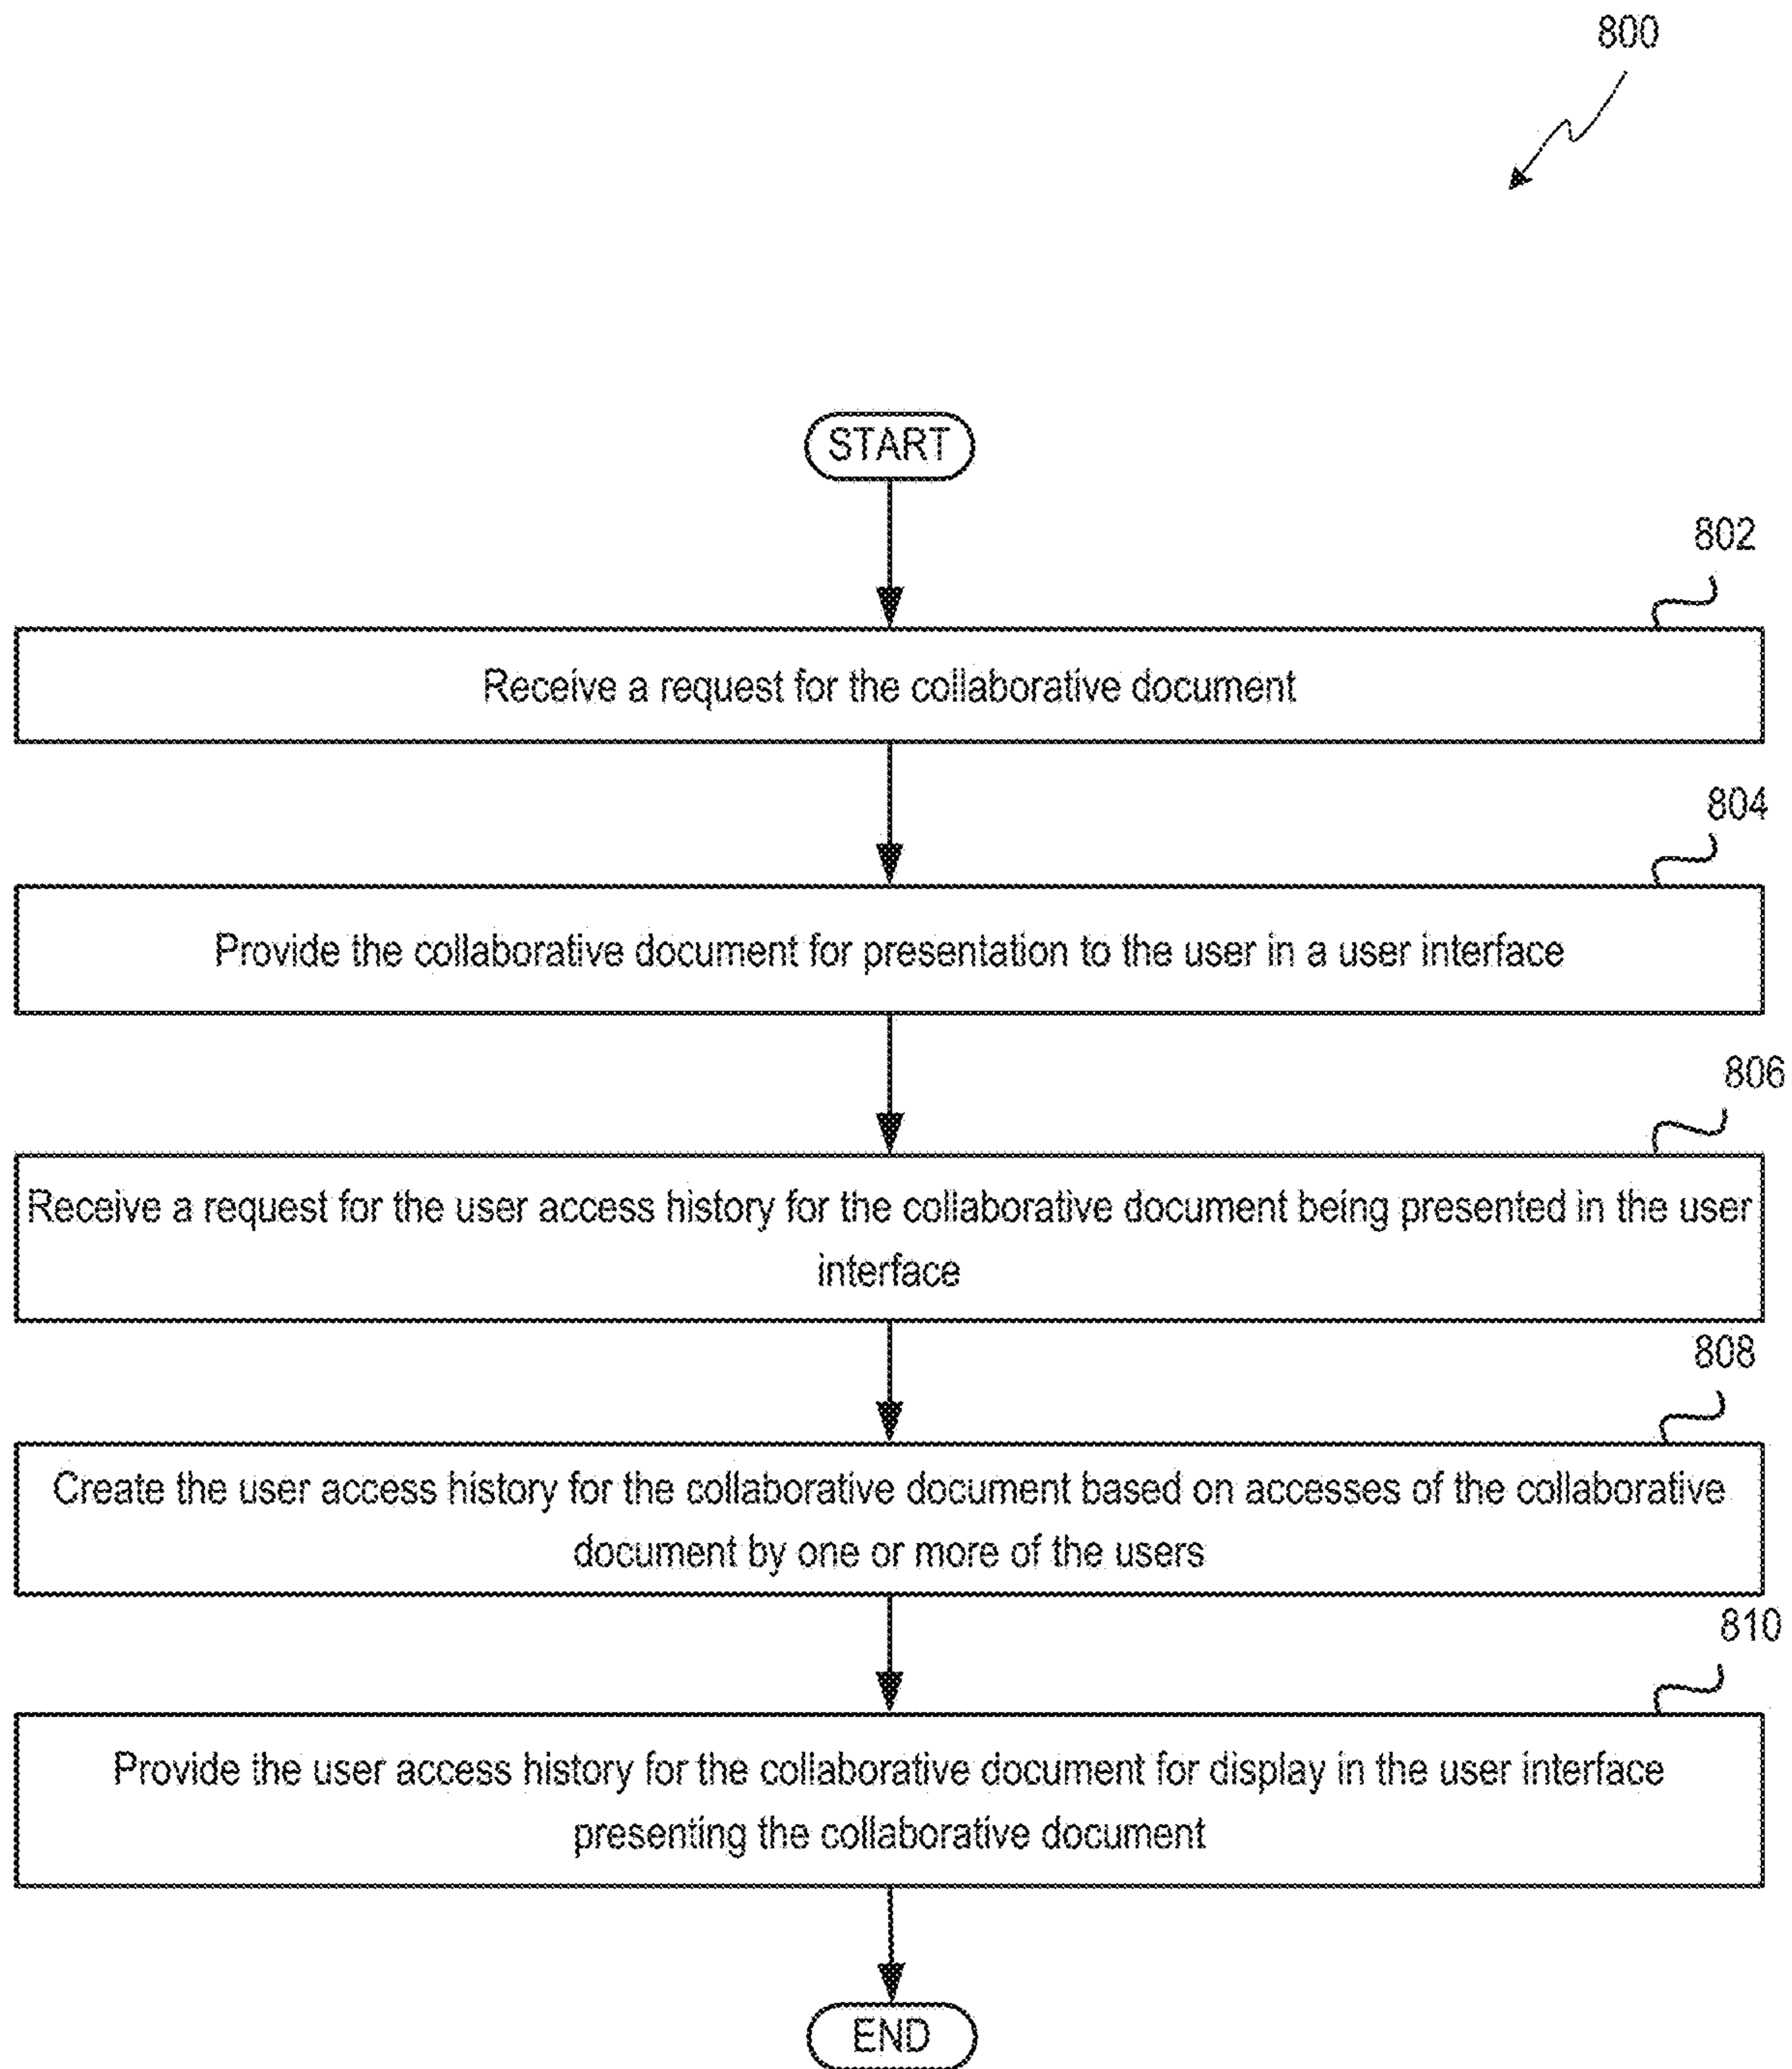 800
START
802
Receive a request for the collaborative document
804
Provide the collaborative document for presentation to the user in a user interface
806
Receive a request for the user access history for the collaborative document being presented in the user
interface
808
Create the user access history for the collaborative document based on accesses of the collaborative
document by one or more of the users
810
Provide the user access history for the collaborative document for display in the user interface
presenting the collaborative document
END